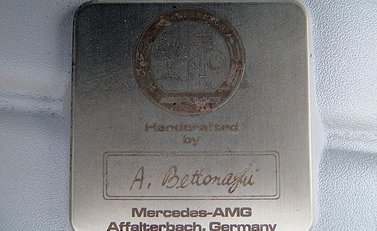 Handcrafted
by
A.
Mercedes-AMG
Affalterbach, Germany